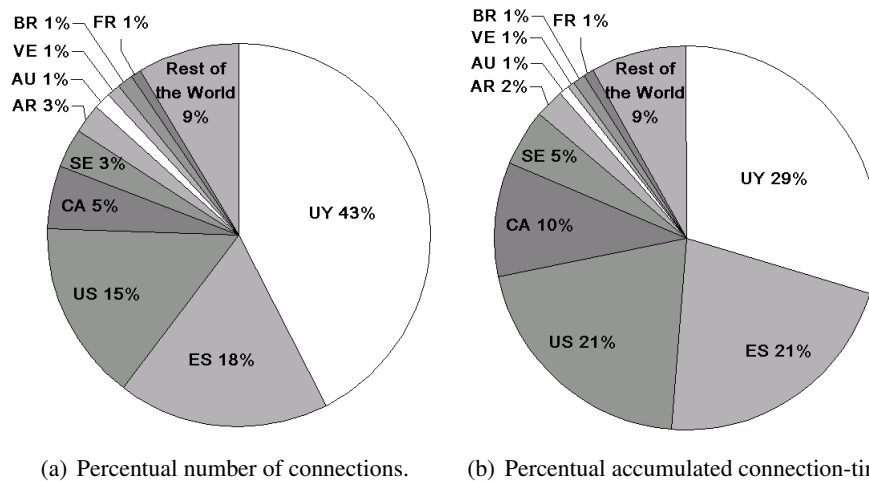 BR 1%
FR 1%
VE 1%
AU 1%
AR 3%
Rest of
the World
9%
SE 3%
CA 5%
UY 43%
US 15%
ES 18%
(a) Percentual number of connections.
BR 1%
FR 1%
VE 1%
AU 1%
AR 2%
Rest of
the World
9%
SE 5%
UY 29%
CA 10%
US 21%
ES 21%
(b) Percentual accumulated